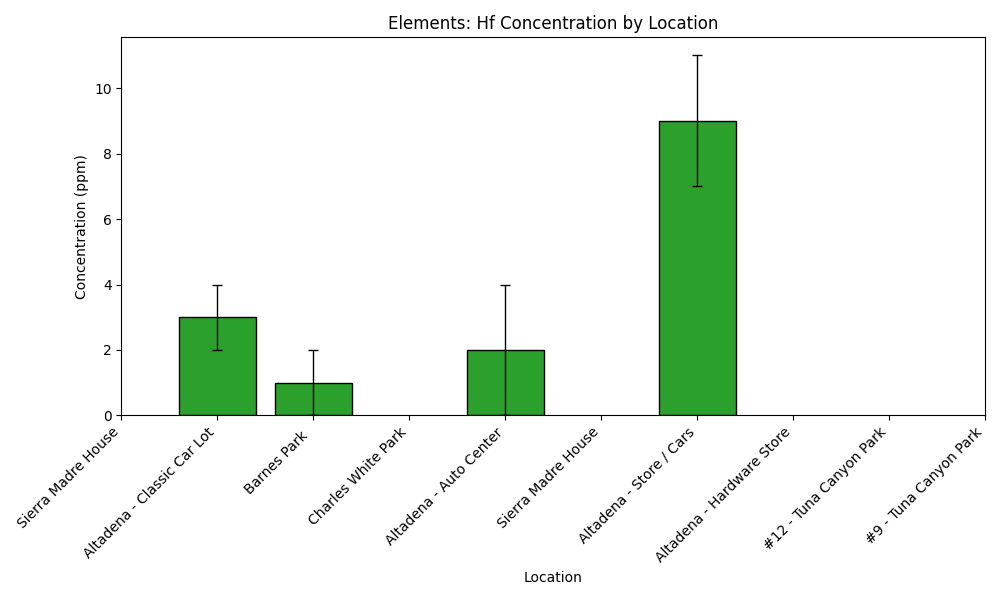 Elements: Hf Concentration by Location
Concentration (ppm)
10
8
6
4
2
0
Sierra Madre House
Altadena - Classic Car Lot
Barnes Park
Charles White Park
Altadena - Auto Center
Sierra Madre House
Altadena - Store / Cars
Altadena - Hardware Store
#12 - Tuna Canyon Park
#9 - Tuna Canyon Park
Location